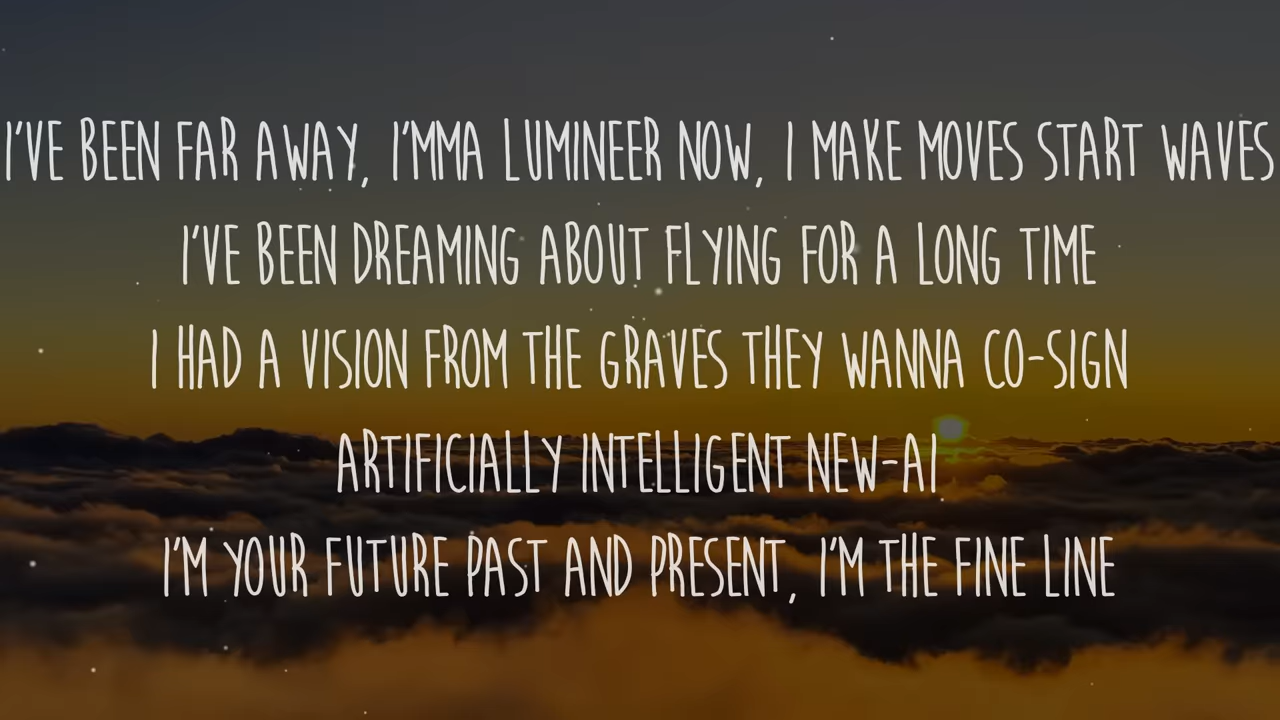 I'VE BEEN FAR AWAY, I'MMA LUMINEER NOW, I MAKE MOVES START WAVES
I'VE BEEN DREAMING ABOUT FLYING FOR A LONG TIME
I HAD A VISION FROM THE GRAVES THEY WANNA CO-SIGN
ARTIFICIALLY INTELLIGENT NEW-AI
I'M YOUR FUTURE PAST AND PRESENT, I'M THE FINE LINE